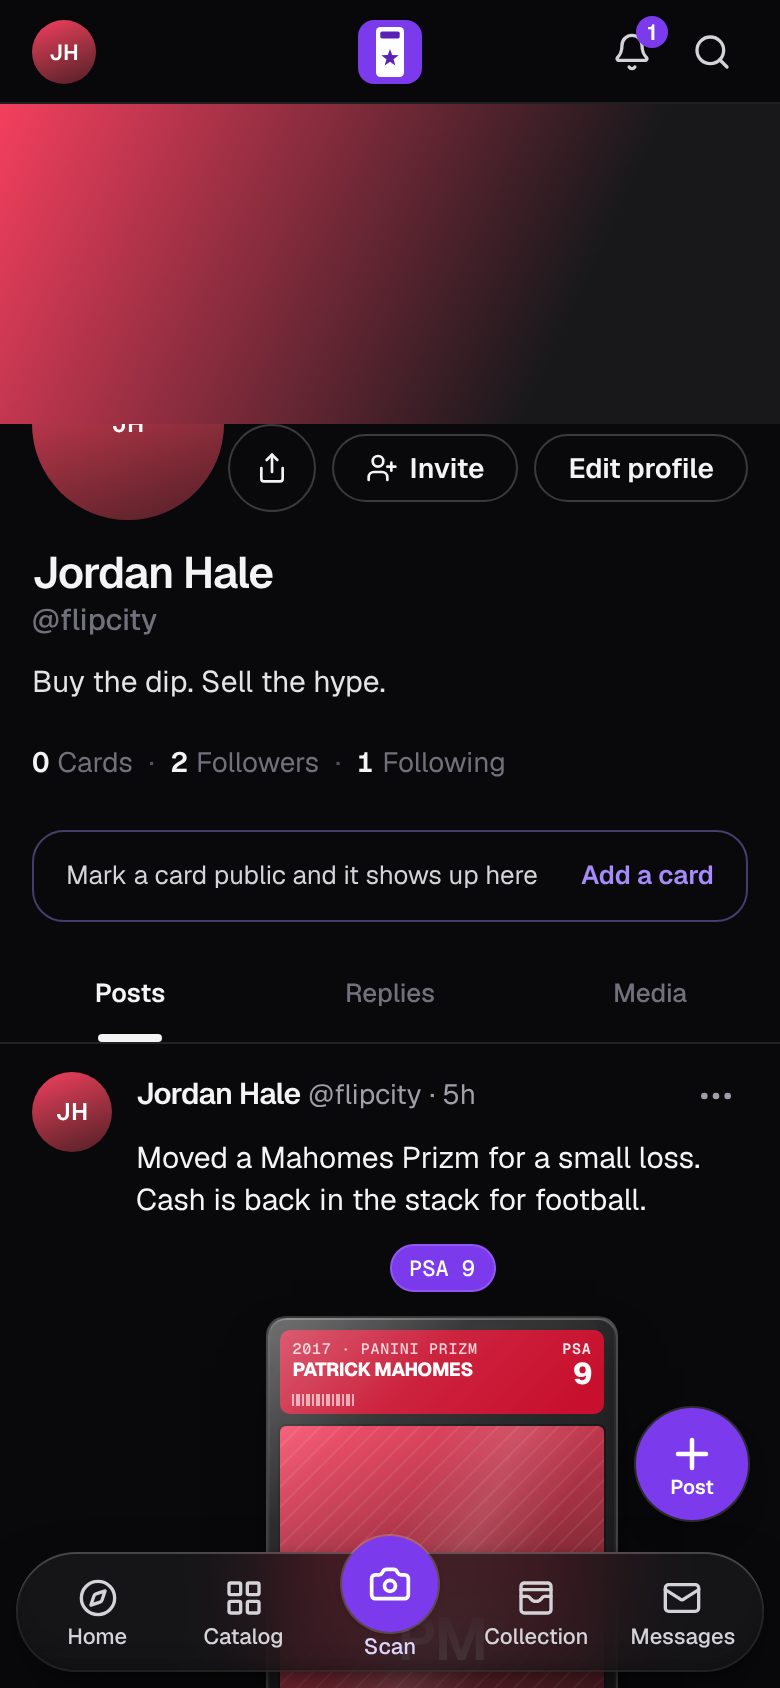 JH
1
JH
Invite
Edit profile
Jordan Hale
@flipcity
Buy the dip. Sell the hype.
0 Cards · 2 Followers · 1 Following
Mark a card public and it shows up here
Add a card
Posts
Replies
Media
JH
Jordan Hale @flipcity · 5h
Moved a Mahomes Prizm for a small loss.
Cash is back in the stack for football.
PSA 9
2017 · PANINI PRIZM
PSA
PATRICK MAHOMES
9
Post
PM
Home
Catalog
Scan
Collection
Messages